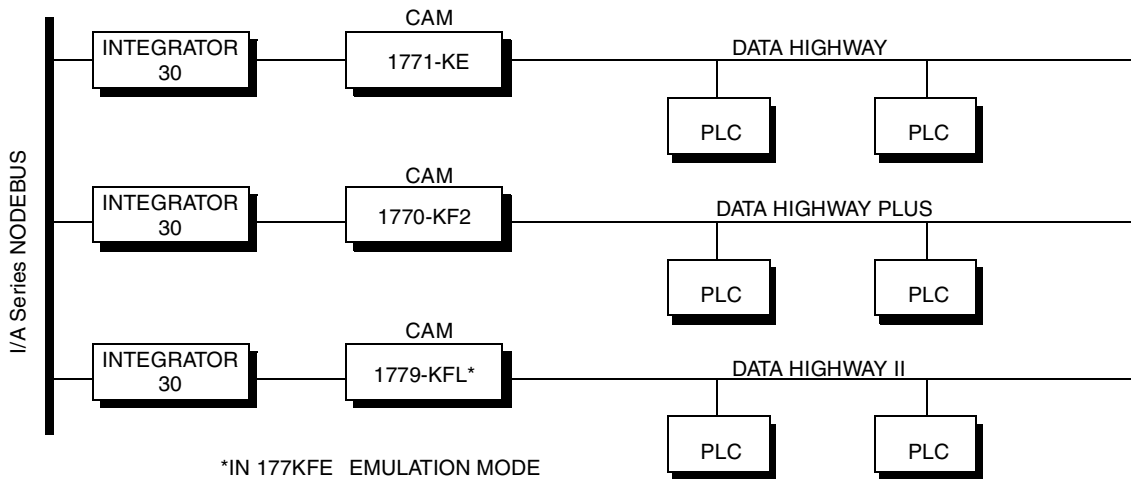 I/A Series NODEBUS
CAM
INTEGRATOR
30
1771-KE
DATA HIGHWAY
PLC
PLC
CAM
INTEGRATOR
30
1770-KF2
DATA HIGHWAY PLUS
PLC
PLC
CAM
INTEGRATOR
30
1779-KFL*
DATA HIGHWAY II
PLC
PLC
*IN 177KFE EMULATION MODE